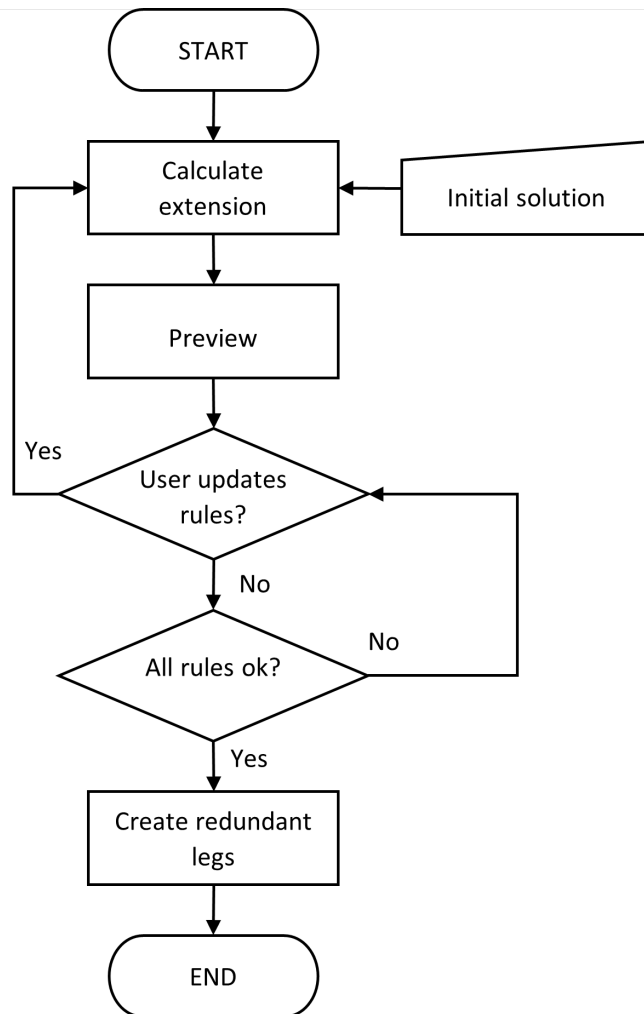 START
Calculate
extension
Initial solution
Preview
Yes
User updates
rules?
No
All rules ok?
No
Yes
Create redundant
legs
END